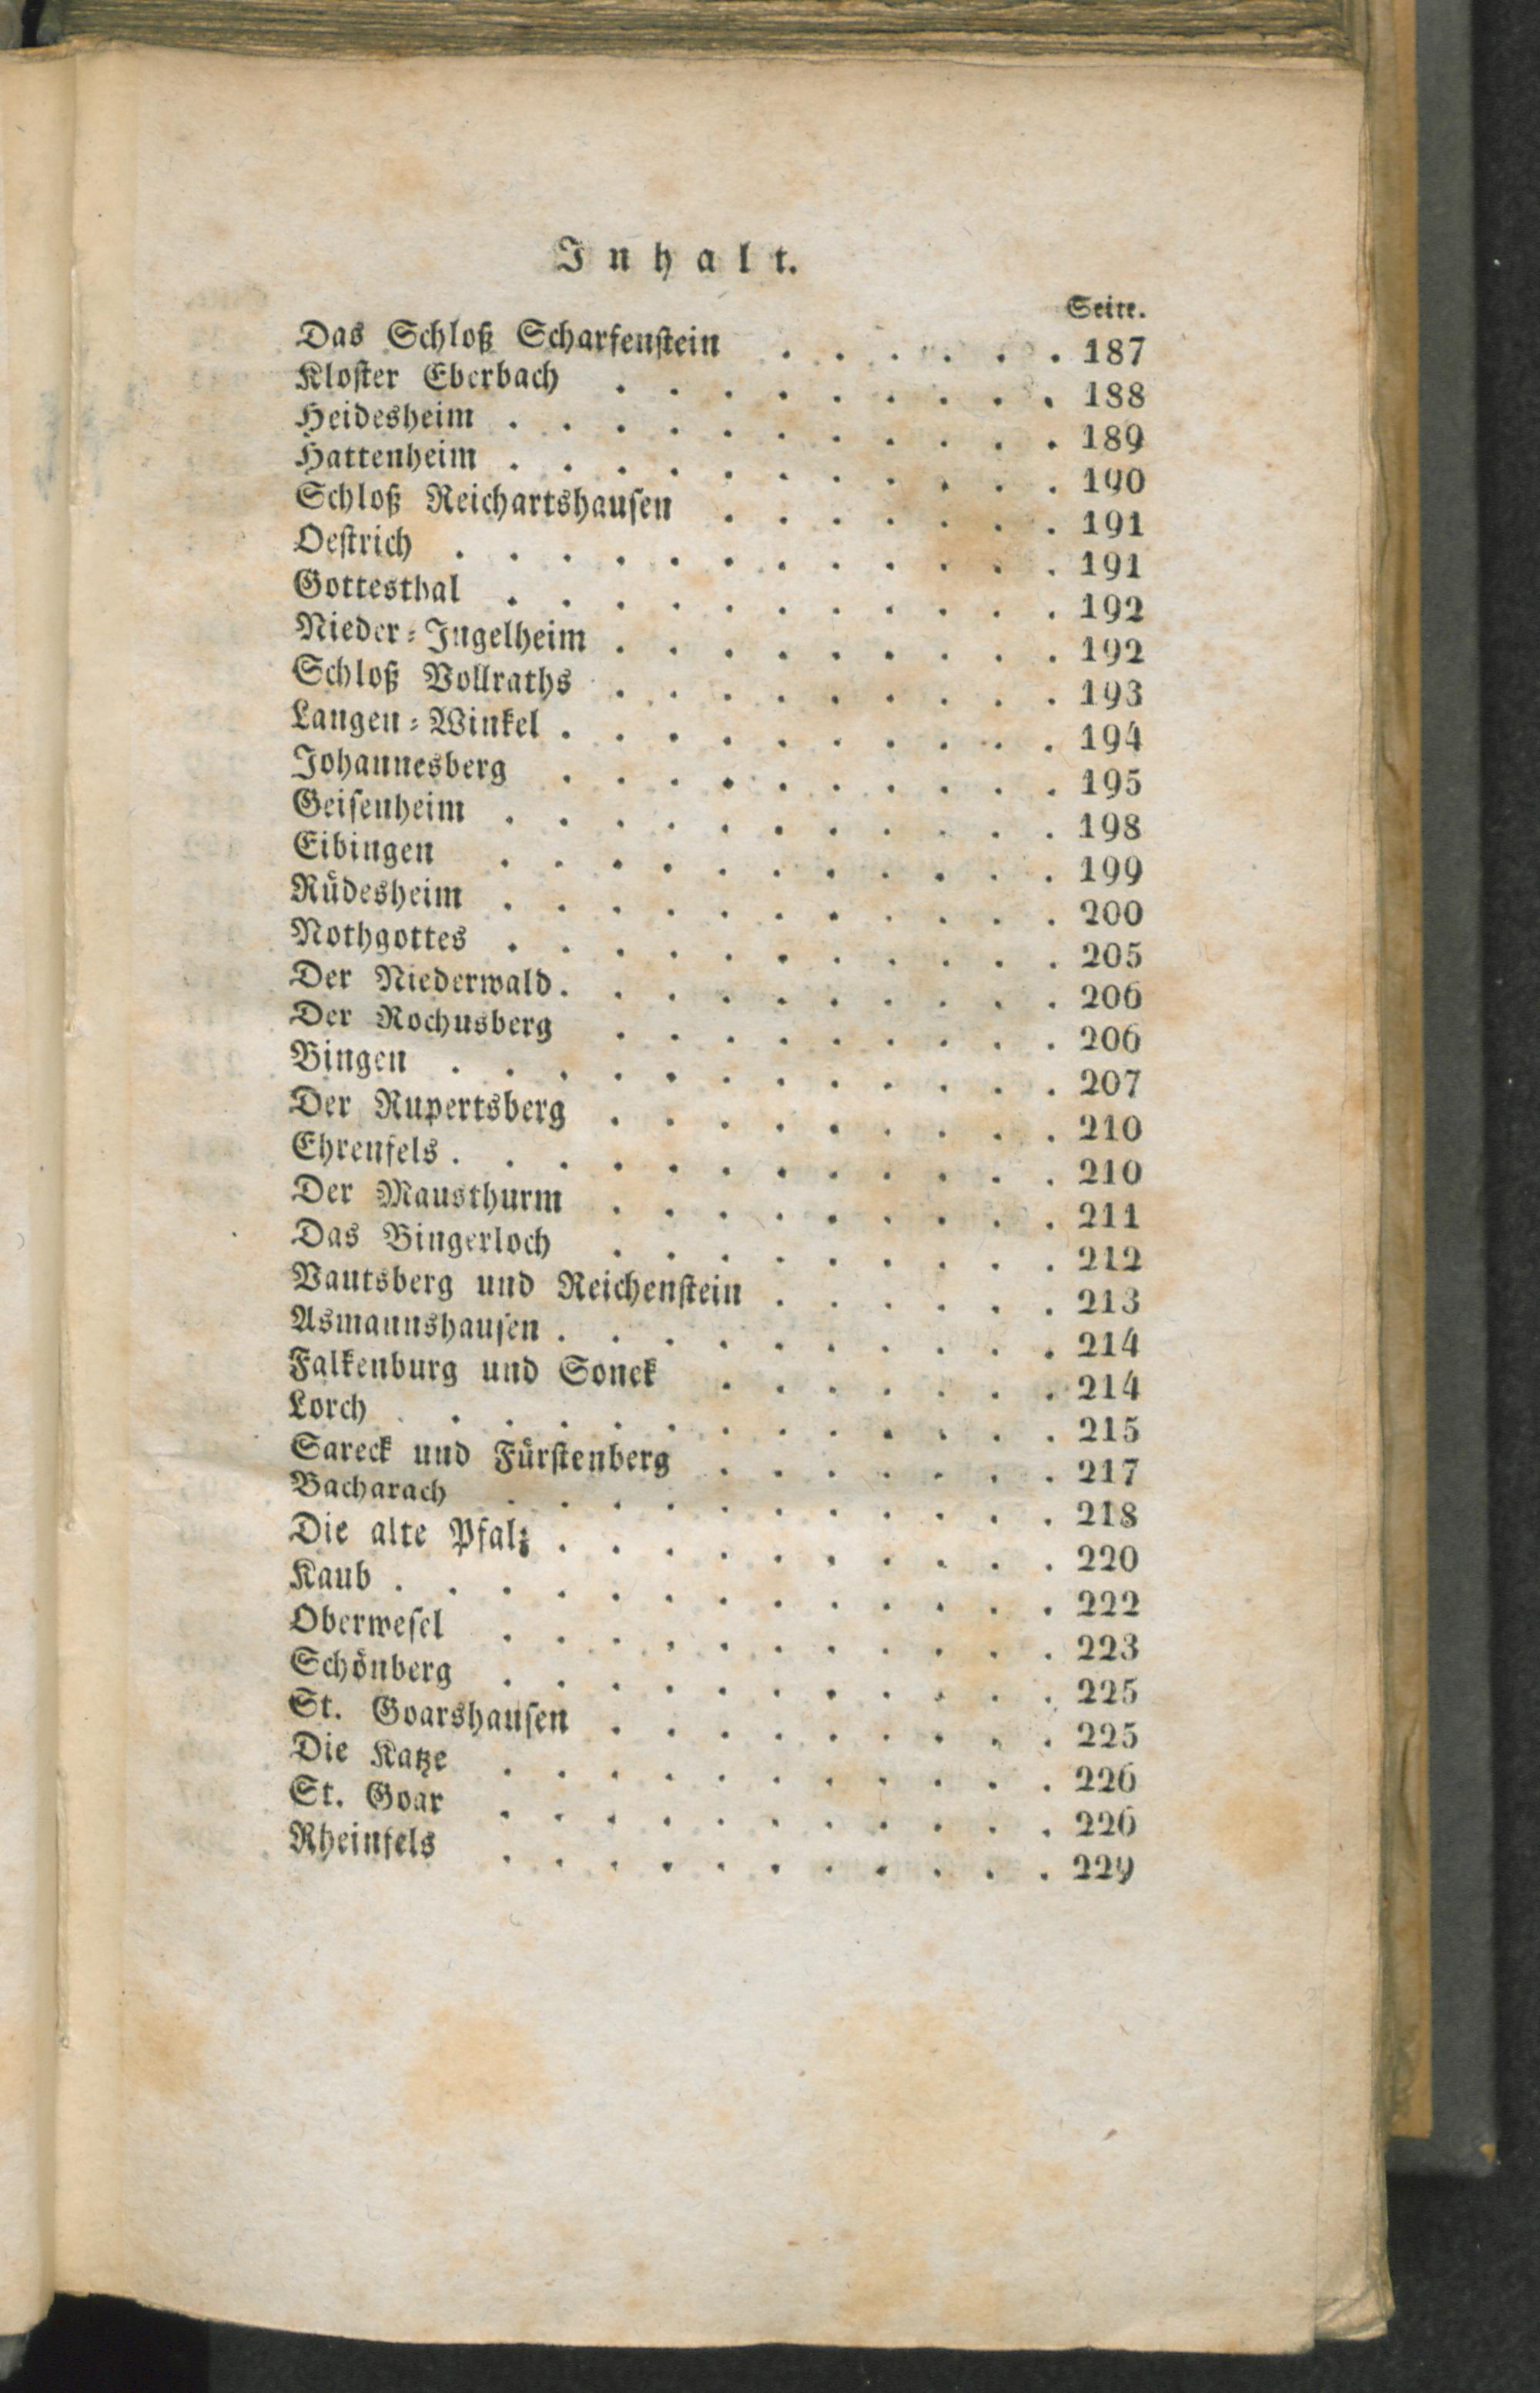 Inhalt.
Seite.
Das Schloß Scharfenstein . . . . . . 187
Kloster Eberbach . . . . . . . . . 188
Heidesheim . . . . . . . . . . . 189
Hattenheim . . . . . . . . . . . 190
Schloß Reichartshausen . . . . . . . 191
Oestrich . . . . . . . . . . . . 191
Gottesthal . . . . . . . . . . . 192
Nieder-Ingelheim . . . . . . . . . 192
Schloß Vollraths . . . . . . . . . 193
Langen-Winkel . . . . . . . . . . 194
Johannesberg . . . . . . . . . . 195
Geisenheim . . . . . . . . . . . 198
Eibingen . . . . . . . . . . . 199
Rüdesheim . . . . . . . . . . . 200
Nothgottes . . . . . . . . . . . 205
Der Niederwald . . . . . . . . . . 206
Der Rochusberg . . . . . . . . . 206
Bingen . . . . . . . . . . . . 207
Der Rupertsberg . . . . . . . . . 210
Ehrenfels . . . . . . . . . . . . 210
Der Mausthurm . . . . . . . . . 211
Das Bingerloch . . . . . . . . . 212
Vautsberg und Reichenstein . . . . . . 213
Asmannshausen . . . . . . . . . . 214
Falkenburg und Soneck . . . . . . . 214
Lorch . . . . . . . . . . . . . 215
Sareck und Fürstenberg . . . . . . . 217
Bacharach . . . . . . . . . . . 218
Die alte Pfalz . . . . . . . . . . 220
Kaub . . . . . . . . . . . . . 222
Oberwesel . . . . . . . . . . . 223
Schönberg . . . . . . . . . . . 225
St. Goarshausen . . . . . . . . . 225
Die Katze . . . . . . . . . . . 226
St. Goar . . . . . . . . . . . 226
Rheinfels . . . . . . . . . . . 229